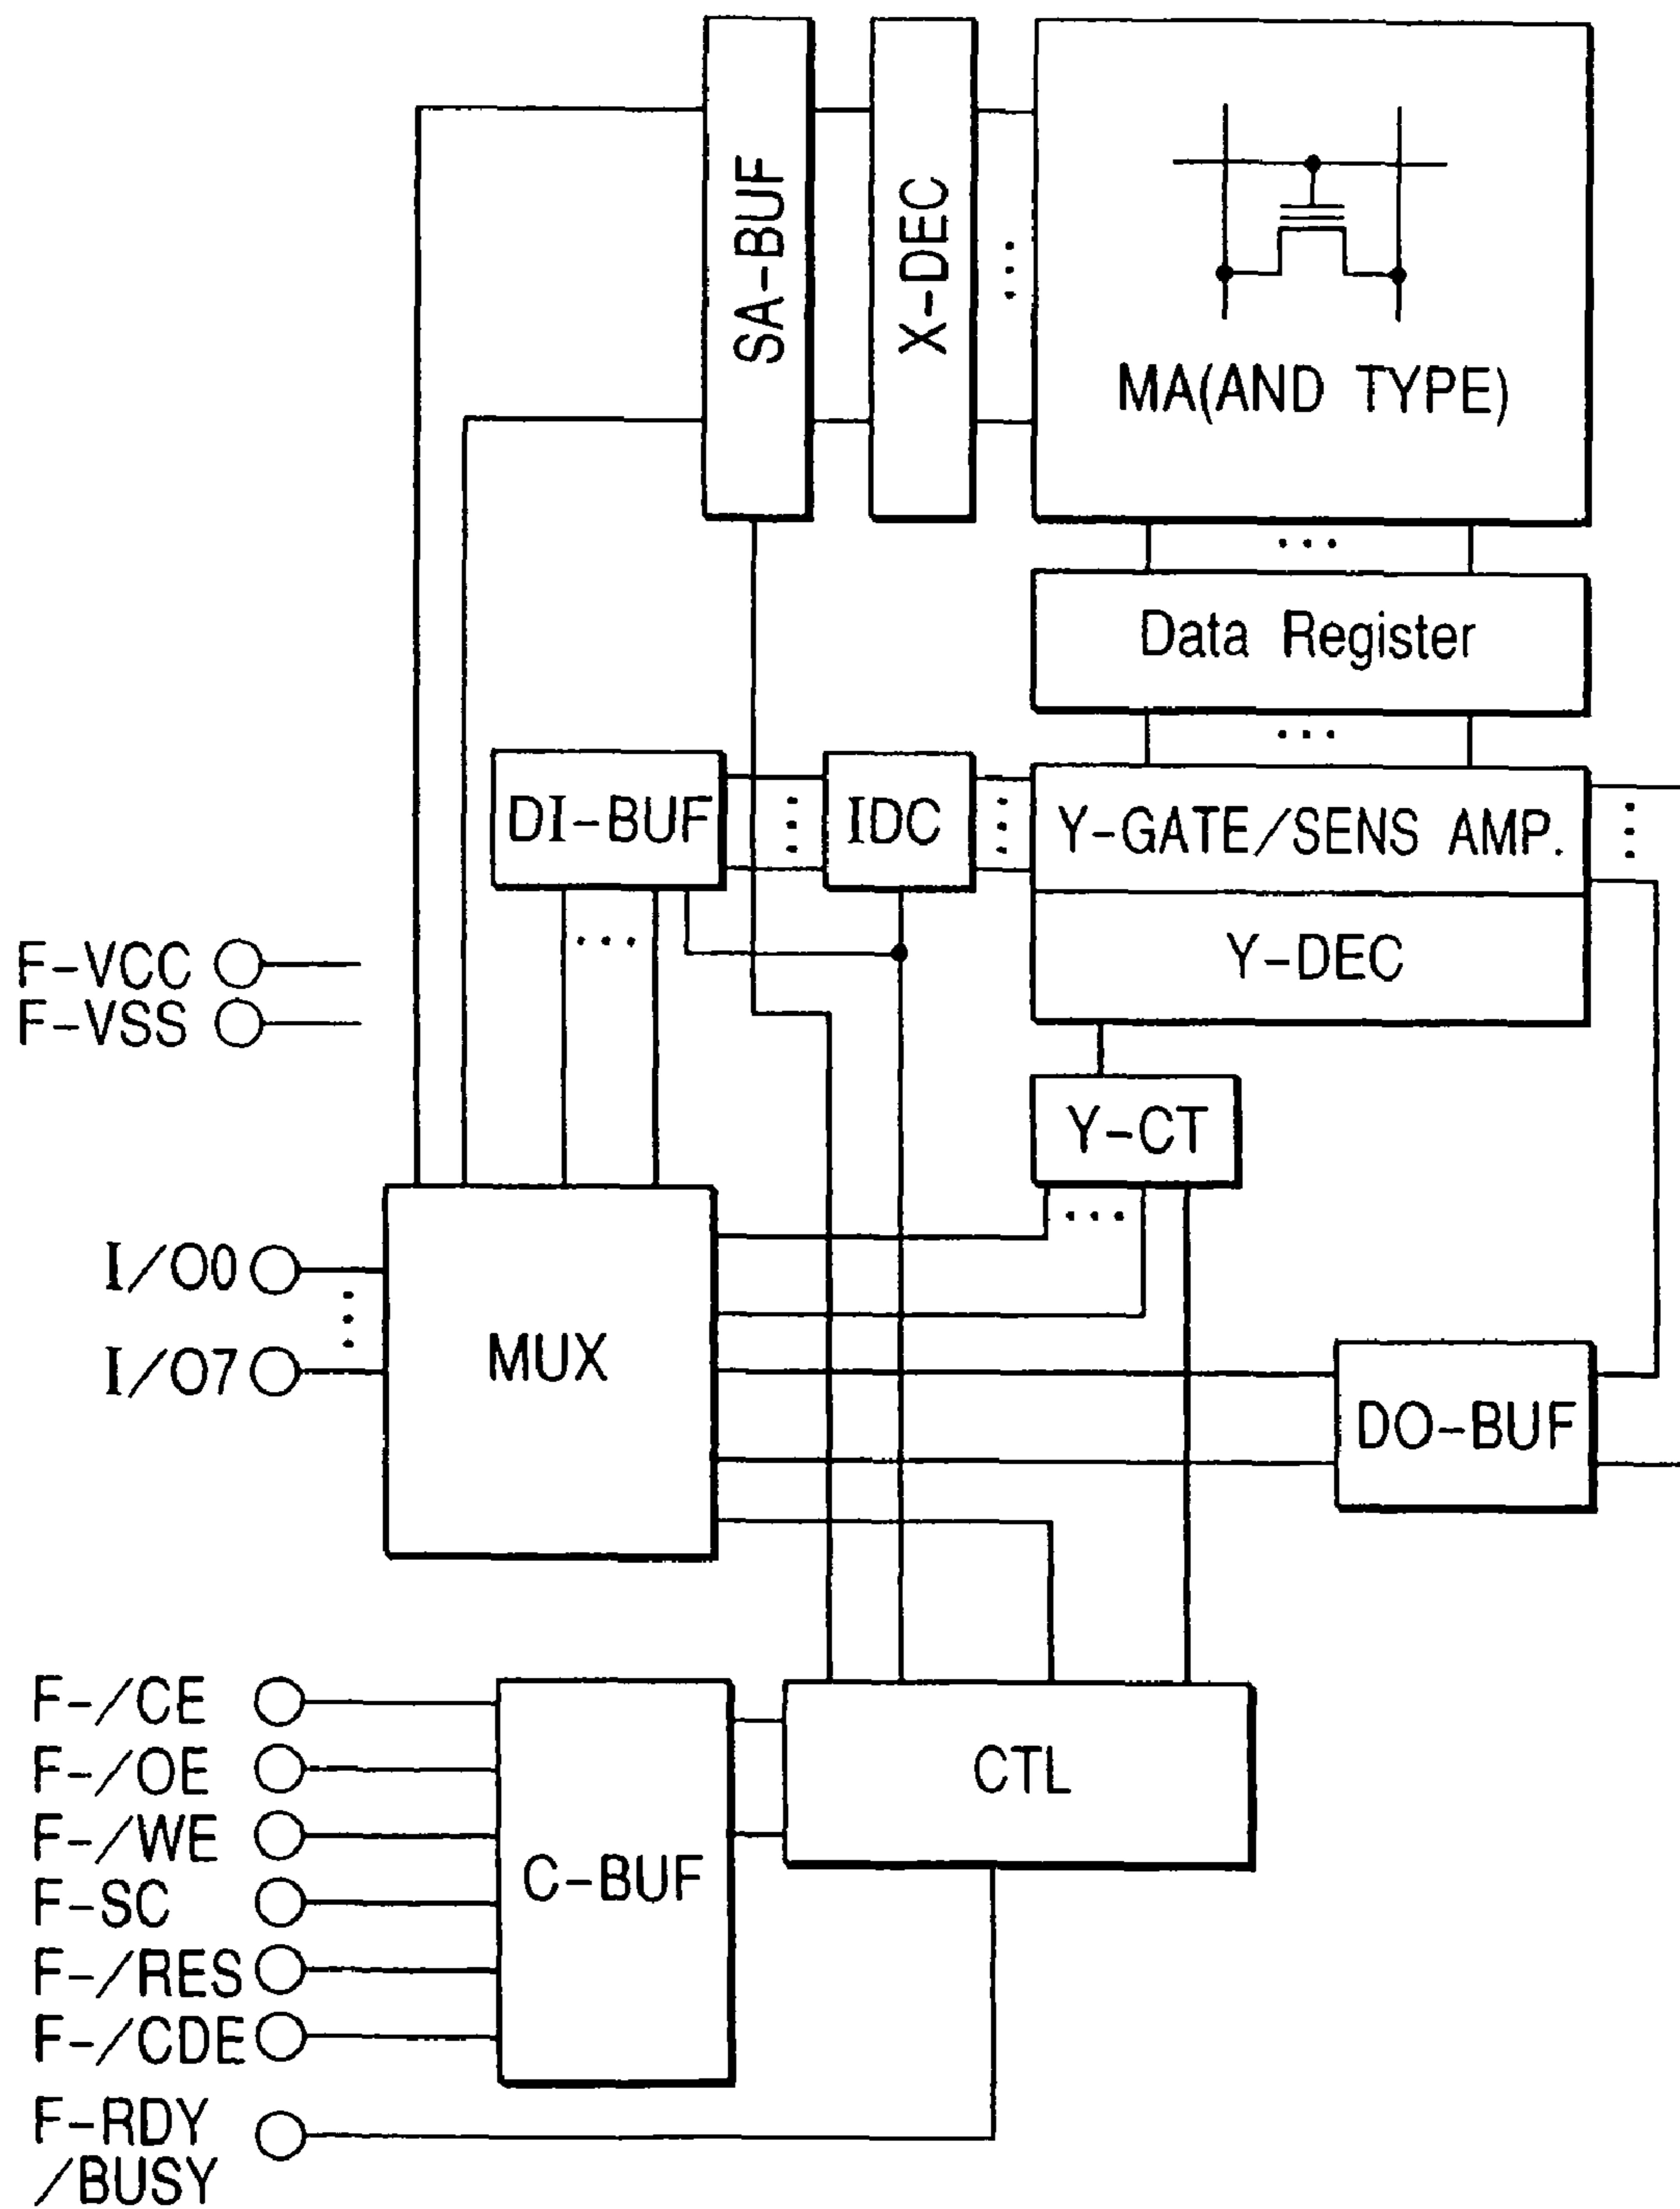 SA-BUF
X-DEC
MA(AND TYPE)
Data Register
DI-BUF
IDC
Y-GATE/SENS AMP.
Y-DEC
F-VCC
F-VSS
Y-CT
I/O0
I/O7
MUX
DO-BUF
F-/CE
F-/OE
F-/WE
F-SC
F-/RES
F-/CDE
F-RDY
/BUSY
C-BUF
CTL